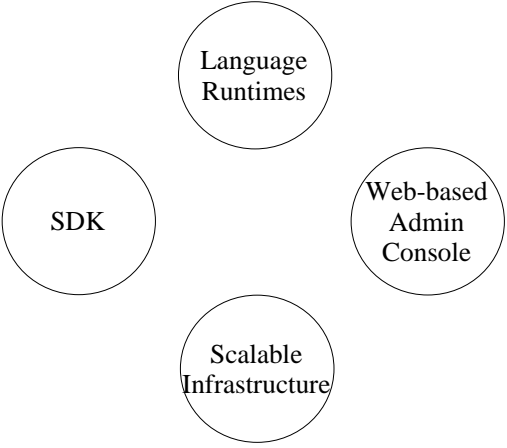 Language
Runtimes
SDK
Web-based
Admin
Console
Scalable
Infrastructure